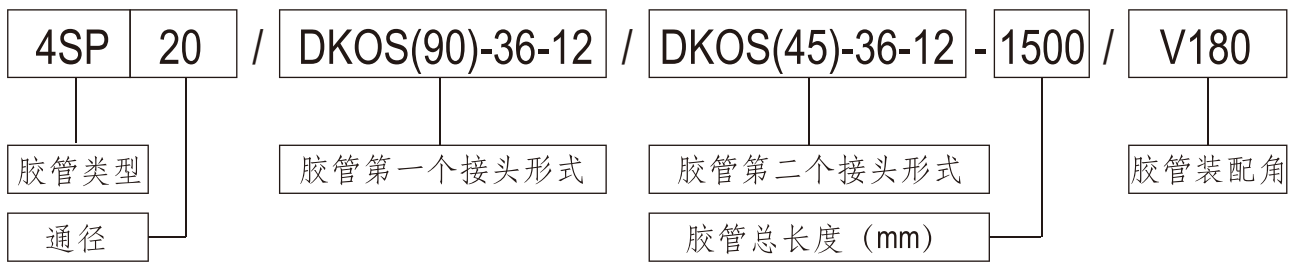 4SP 20 / DKOS(90)-36-12 / DKOS(45)-36-12 - 1500 / V180
胶管类型 胶管第一个接头形式 胶管第二个接头形式 胶管装配角
通径 胶管总长度（mm）